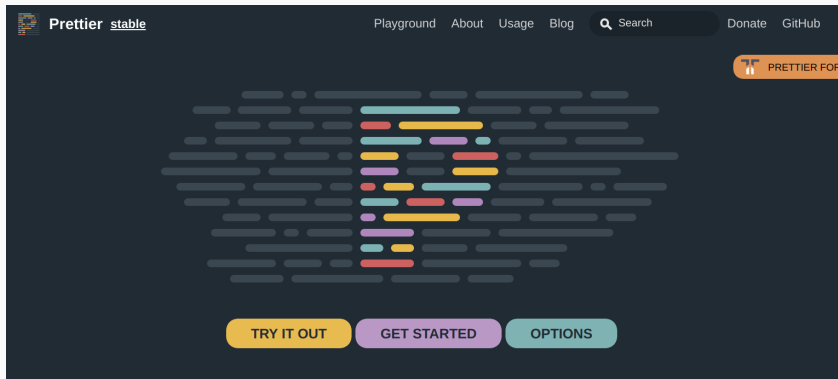 Prettier stable Playground About Usage Blog Search Donate GitHub
PRETTIER FOR
TRY IT OUT GET STARTED OPTIONS